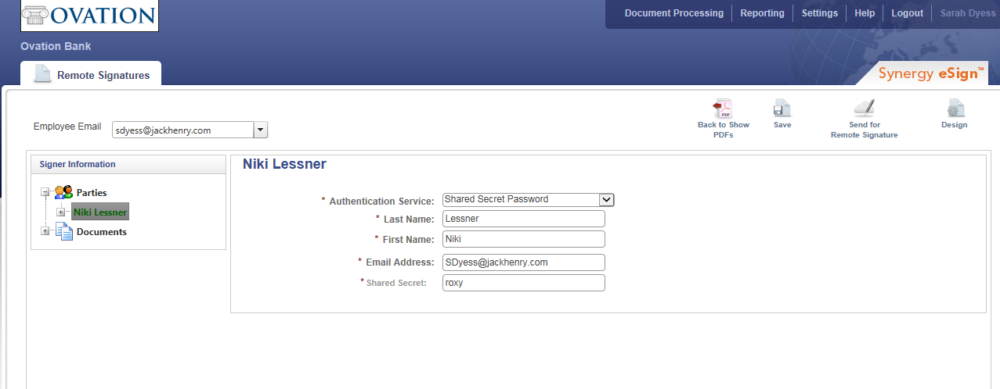 OVATION
Document Processing Reporting Settings Help Logout Sarah Dyess
Ovation Bank
Remote Signatures
Synergy eSign™
Employee Email sdyess@jackhenry.com
Back to Show
PDFs
Save
Send for
Remote Signature
Design
Signer Information
Parties
Niki Lessner
Documents
Niki Lessner
* Authentication Service: Shared Secret Password
* Last Name: Lessner
* First Name: Niki
* Email Address: SDyess@jackhenry.com
* Shared Secret: roxy